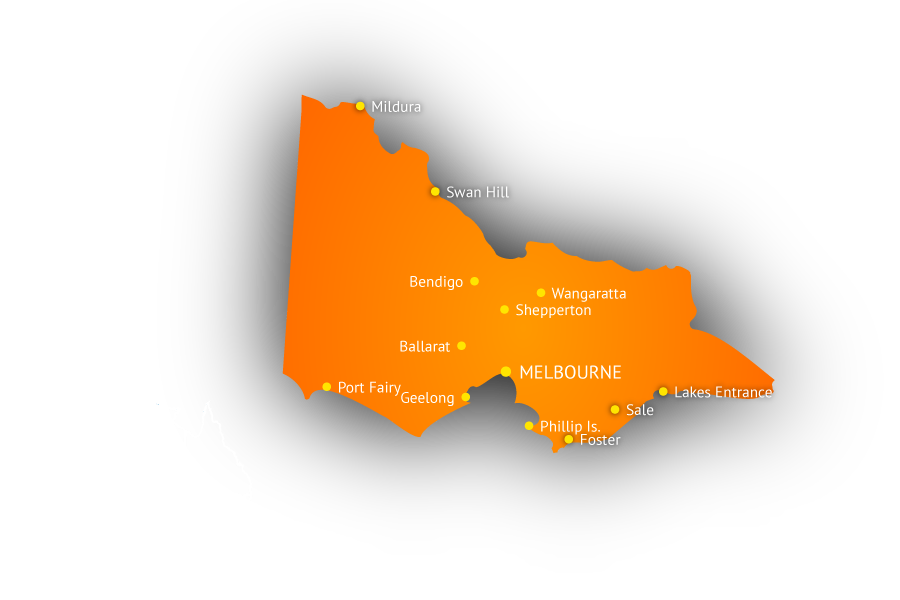 Mildura
Swan Hill
Bendigo
Wangaratta
Shepperton
Ballarat
MELBOURNE
Port Fairy
Geelong
Lakes Entrance
Sale
Phillip Is.
Foster